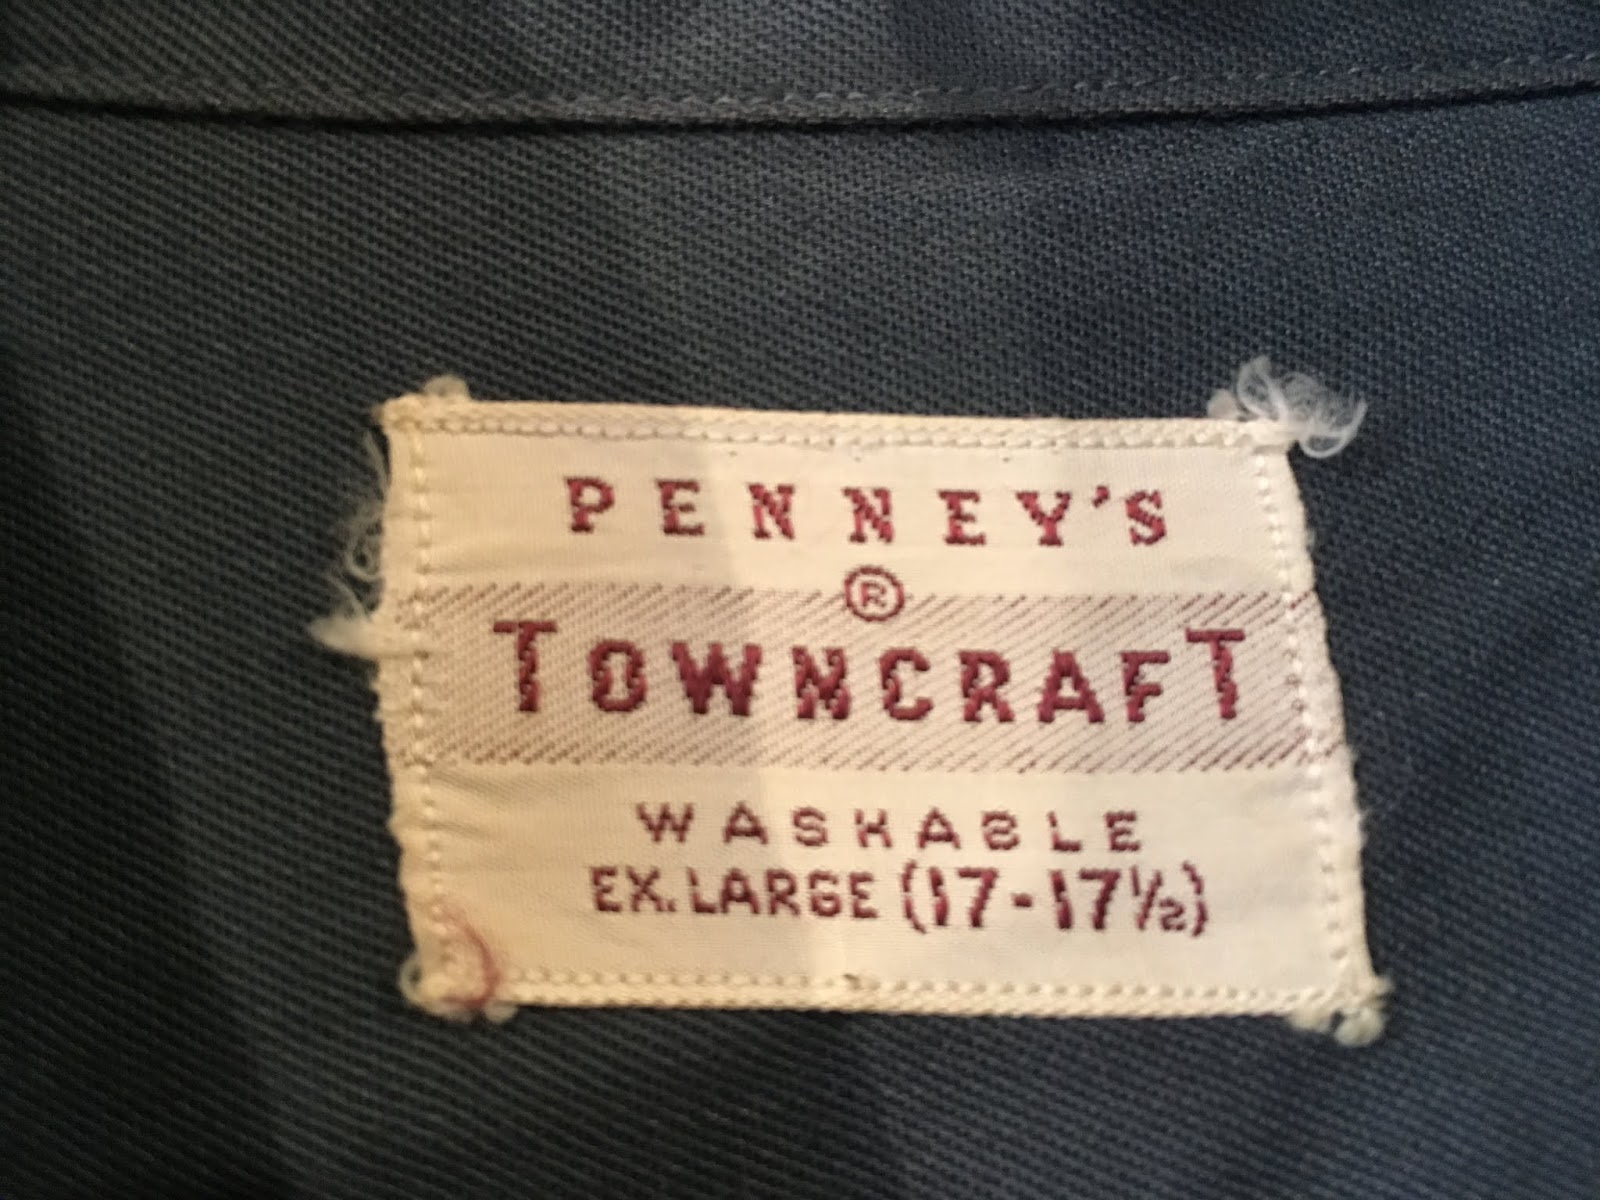 PENNEY'S
®
TOWNCRAFT
WASHABLE
EX. LARGE (17-17½)